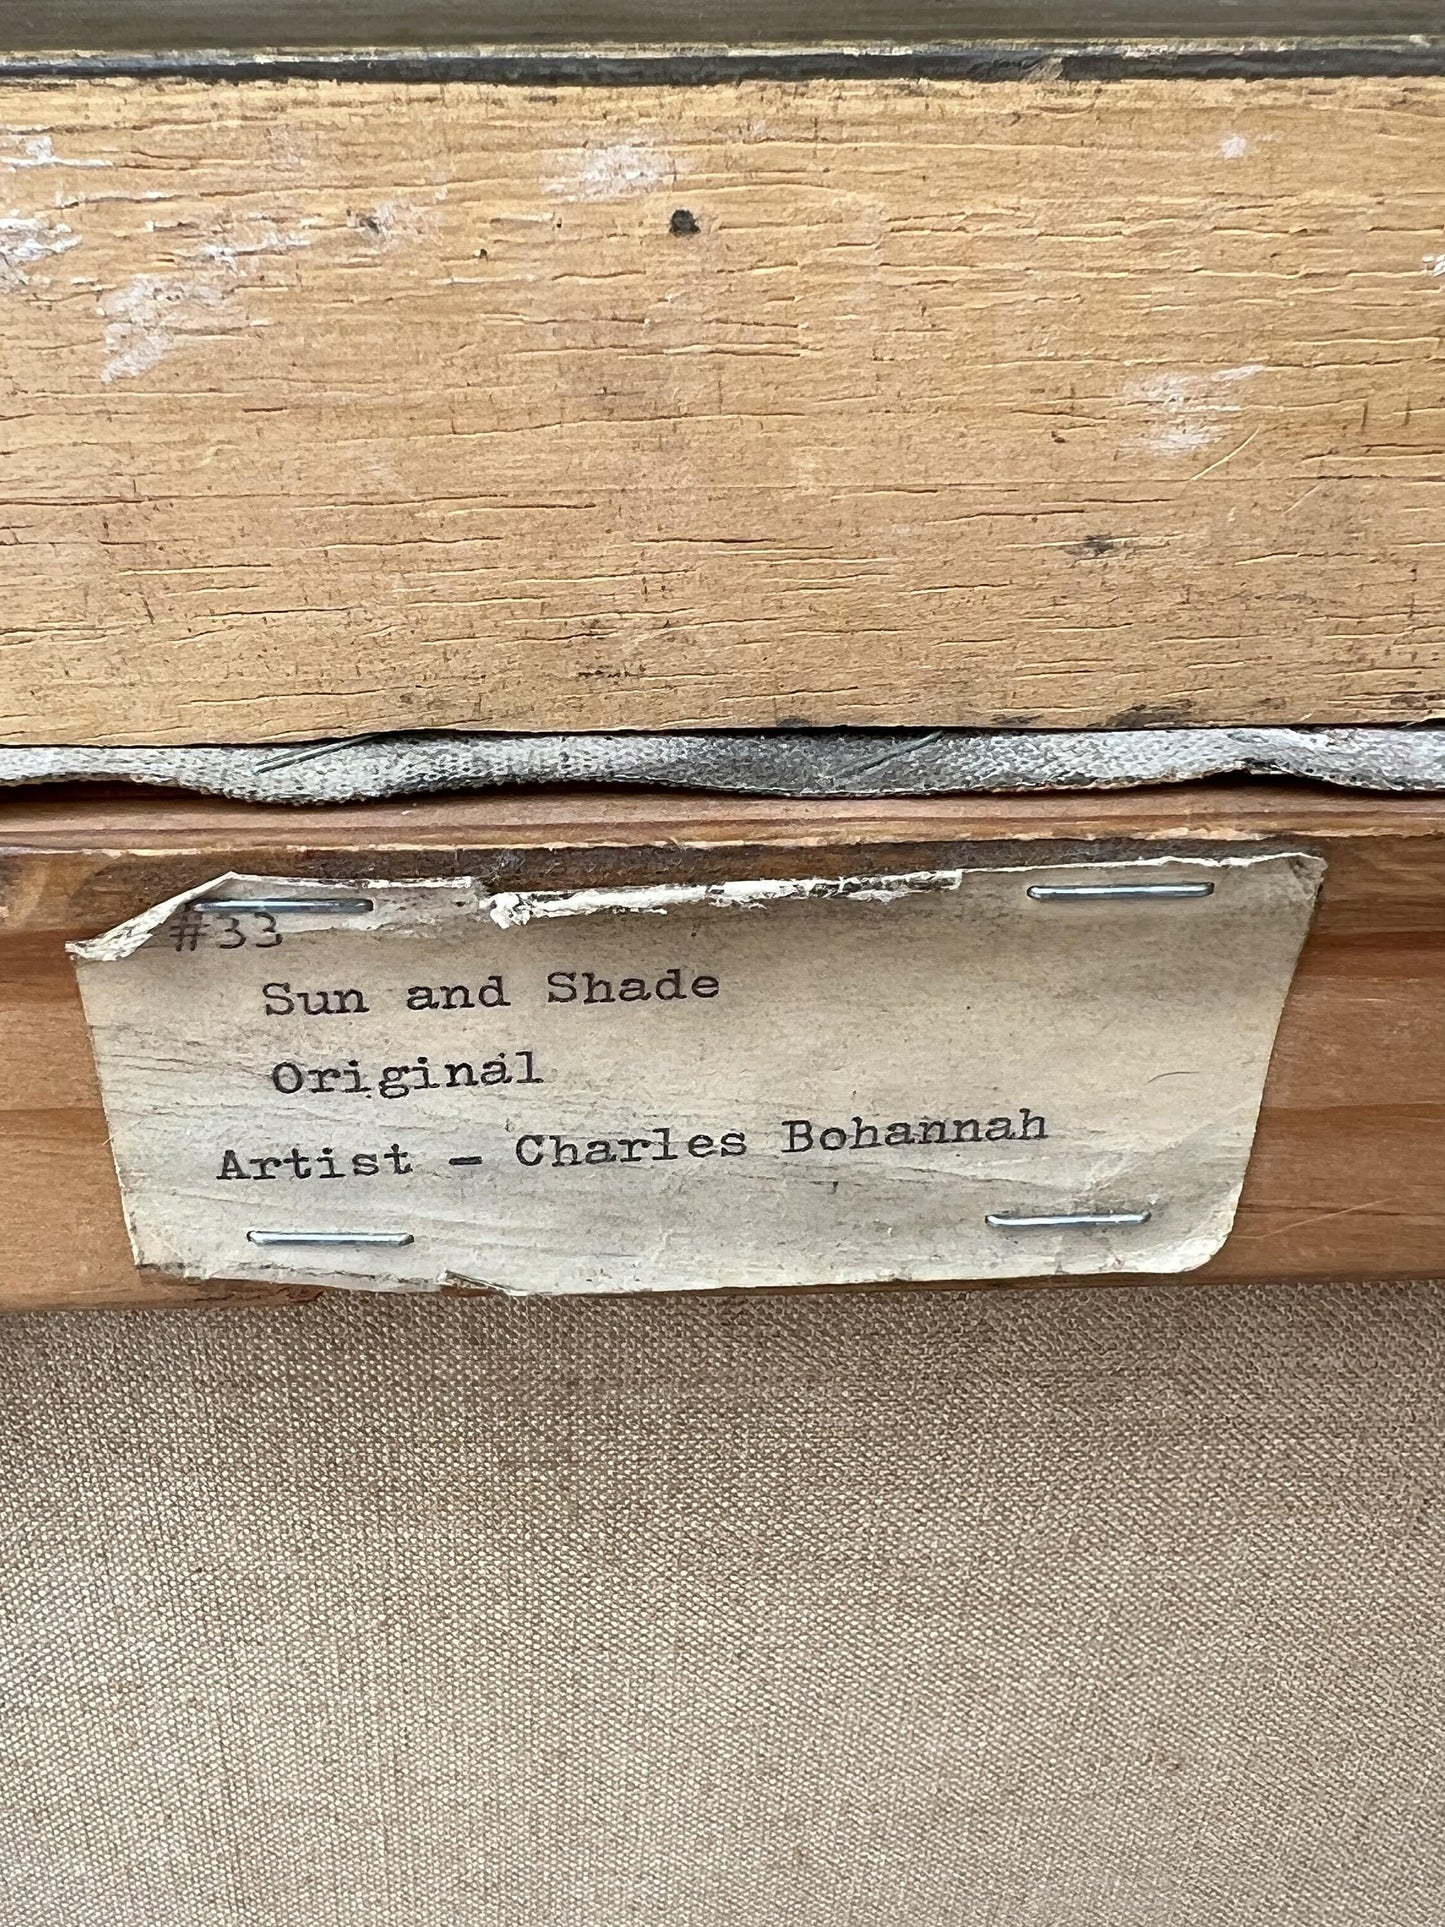 #33
Sun and Shade
Original
Artist - Charles Bohannah